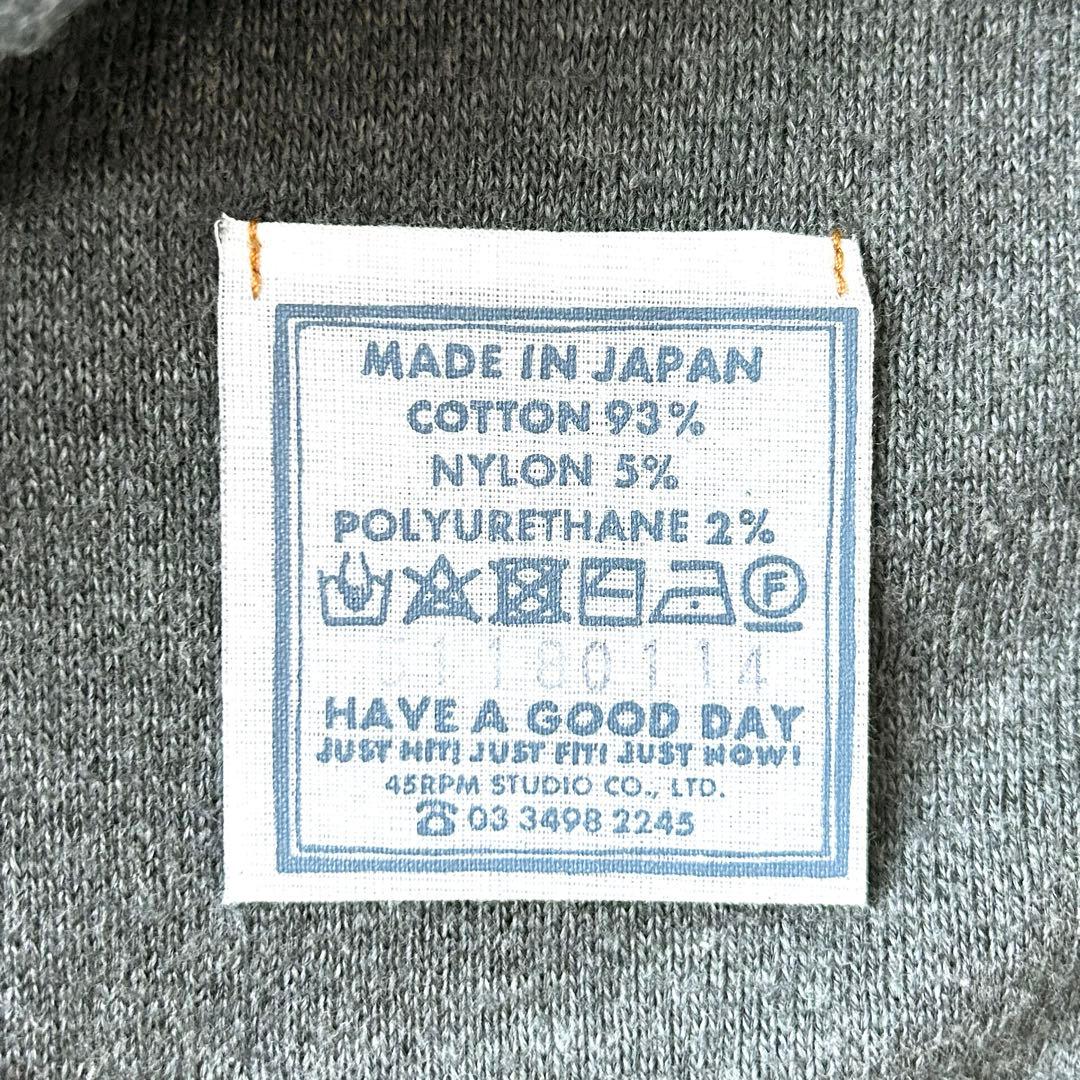 MADE IN JAPAN
COTTON 93%
NYLON 5%
POLYURETHANE 2%
F
51180114
HAVE A GOOD DAY
JUST HIT! JUST FIT! JUST NOW!
45RPM STUDIO CO., LTD.
☎ 03 3498 2245